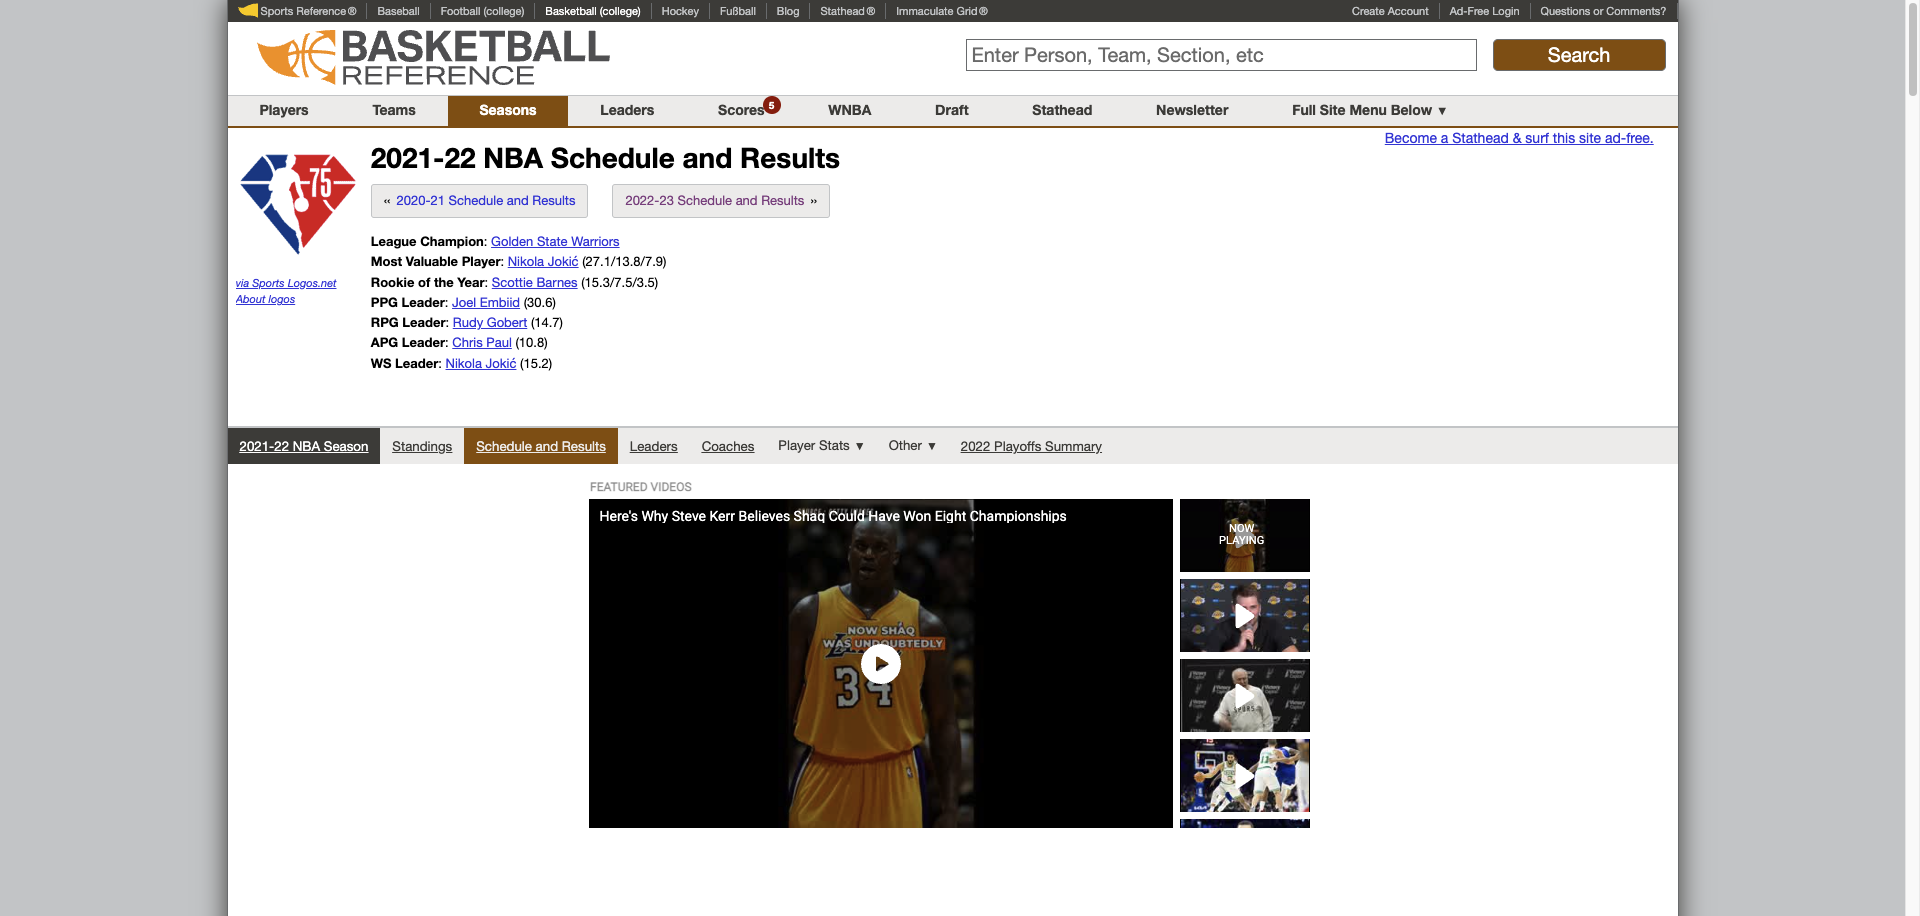 Sports Reference® Baseball Football (college) Basketball (college) Hockey Fußball Blog Stathead® Immaculate Grid® Create Account Ad-Free Login Questions or Comments?
BASKETBALL
REFERENCE
Enter Person, Team, Section, etc Search
Players Teams Seasons Leaders Scores 5 WNBA Draft Stathead Newsletter Full Site Menu Below ▼
Become a Stathead & surf this site ad-free.
75
2021-22 NBA Schedule and Results
« 2020-21 Schedule and Results 2022-23 Schedule and Results »
League Champion: Golden State Warriors
Most Valuable Player: Nikola Jokić (27.1/13.8/7.9)
Rookie of the Year: Scottie Barnes (15.3/7.5/3.5)
PPG Leader: Joel Embiid (30.6)
RPG Leader: Rudy Gobert (14.7)
APG Leader: Chris Paul (10.8)
WS Leader: Nikola Jokić (15.2)
via Sports Logos.net
About logos
2021-22 NBA Season Standings Schedule and Results Leaders Coaches Player Stats ▼ Other ▼ 2022 Playoffs Summary
FEATURED VIDEOS
Here's Why Steve Kerr Believes Shaq Could Have Won Eight Championships
NOW SHAQ
WAS UNDOUBTEDLY
34
NOW
PLAYING
SPURS